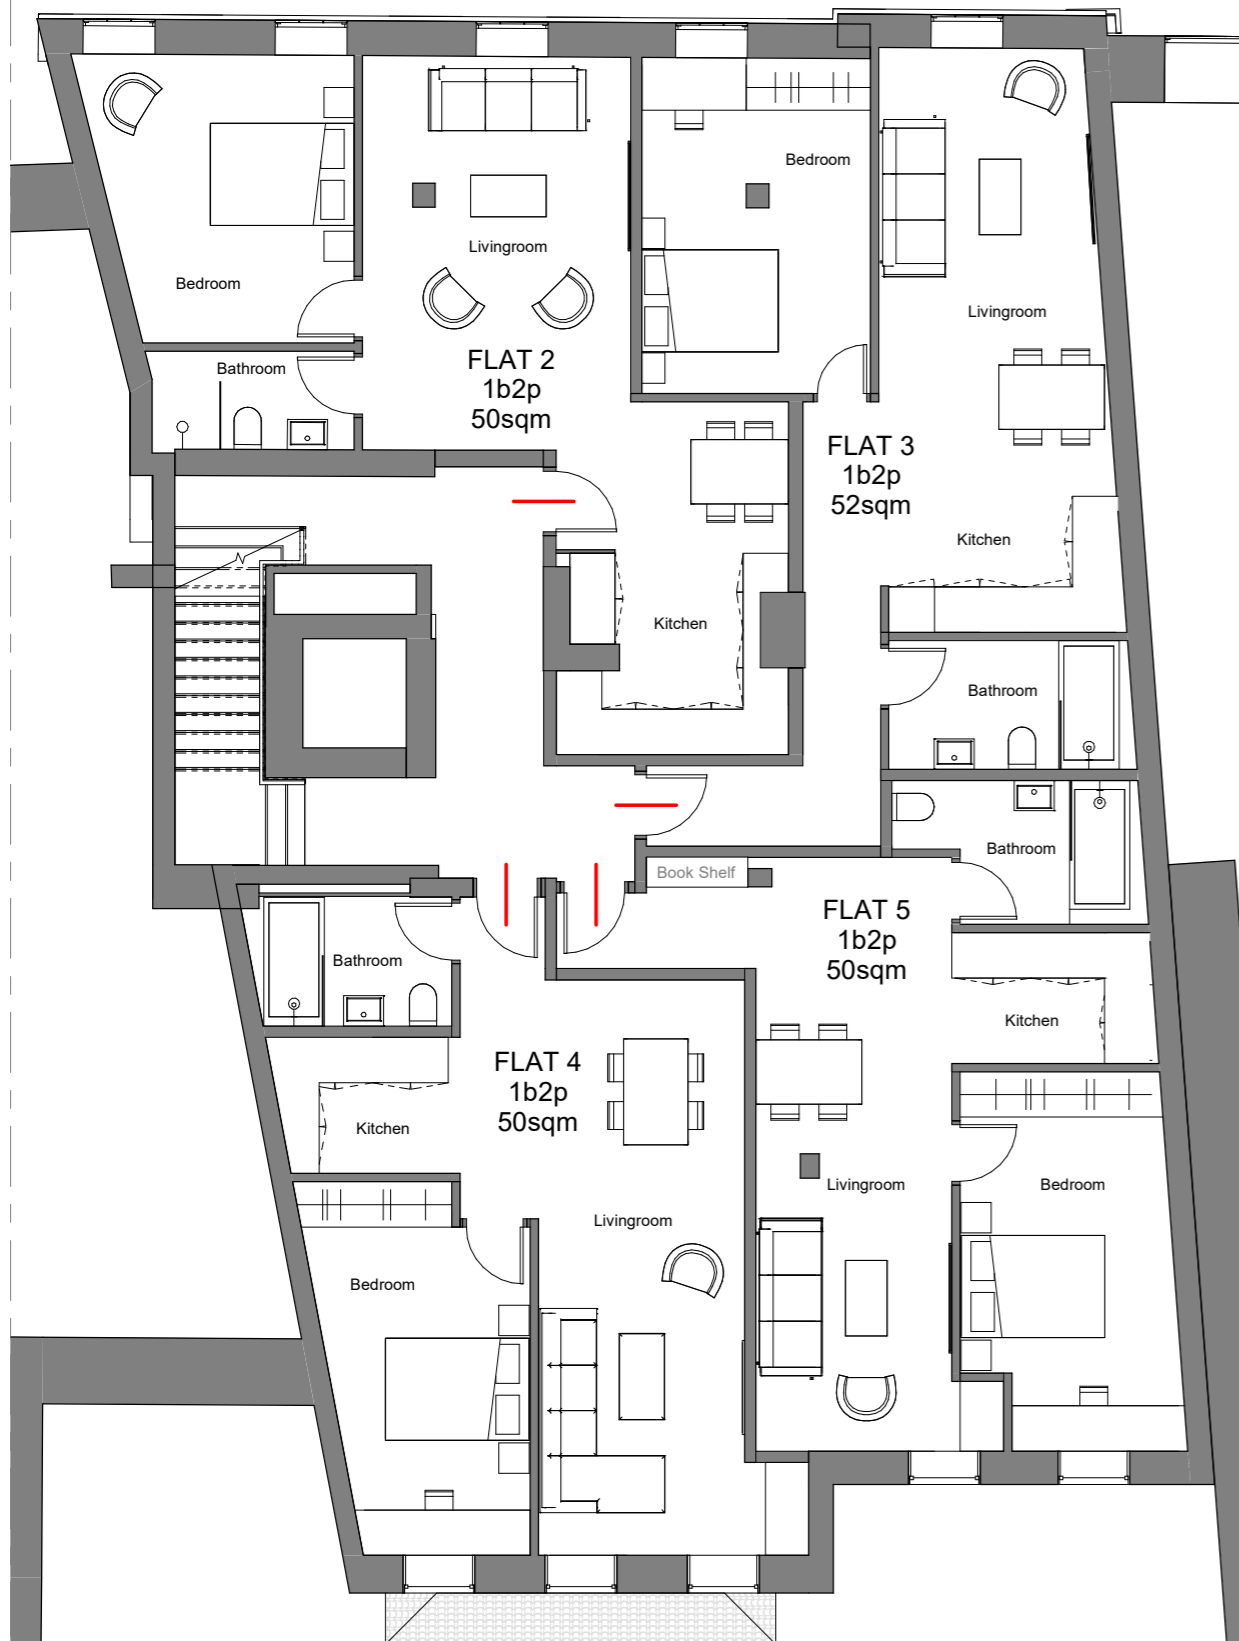 Bedroom
Livingroom
Bedroom
Livingroom
Bathroom
FLAT 2
1b2p
50sqm
FLAT 3
1b2p
52sqm
Kitchen
Kitchen
Bathroom
Bathroom
Book Shelf
FLAT 5
1b2p
50sqm
Bathroom
Kitchen
FLAT 4
1b2p
50sqm
Kitchen
Livingroom
Bedroom
Livingroom
Bedroom